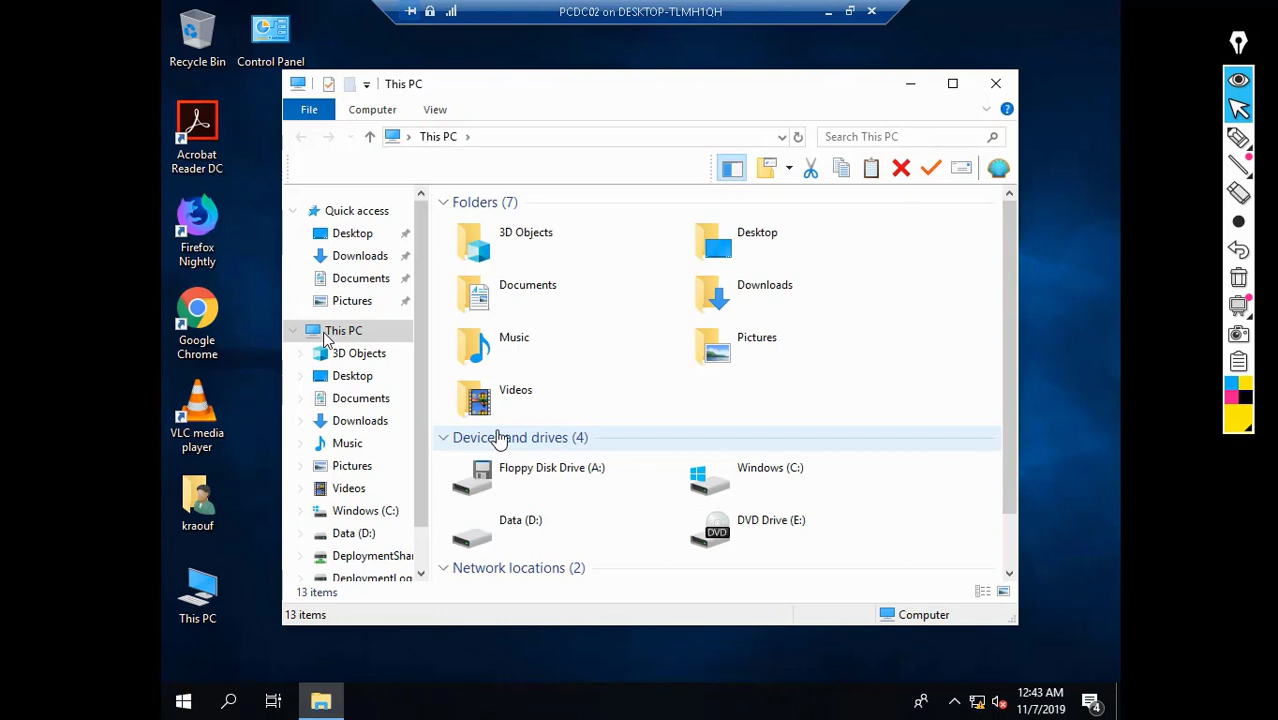 PCDC02 on DESKTOP-TLMH1QH
Recycle Bin
Control Panel
Acrobat
Reader DC
Firefox
Nightly
Google
Chrome
VLC media
player
kraouf
This PC
This PC
File
Computer
View
This PC
Search This PC
Quick access
Desktop
Downloads
Documents
Pictures
This PC
3D Objects
Desktop
Documents
Downloads
Music
Pictures
Videos
Windows (C:)
Data (D:)
DeploymentShar
DeploymentLog
Folders (7)
3D Objects
Desktop
Documents
Downloads
Music
Pictures
Videos
Devices and drives (4)
Floppy Disk Drive (A:)
Windows (C:)
Data (D:)
DVD Drive (E:)
DVD
Network locations (2)
13 items
13 items
Computer
12:43 AM
11/7/2019
4